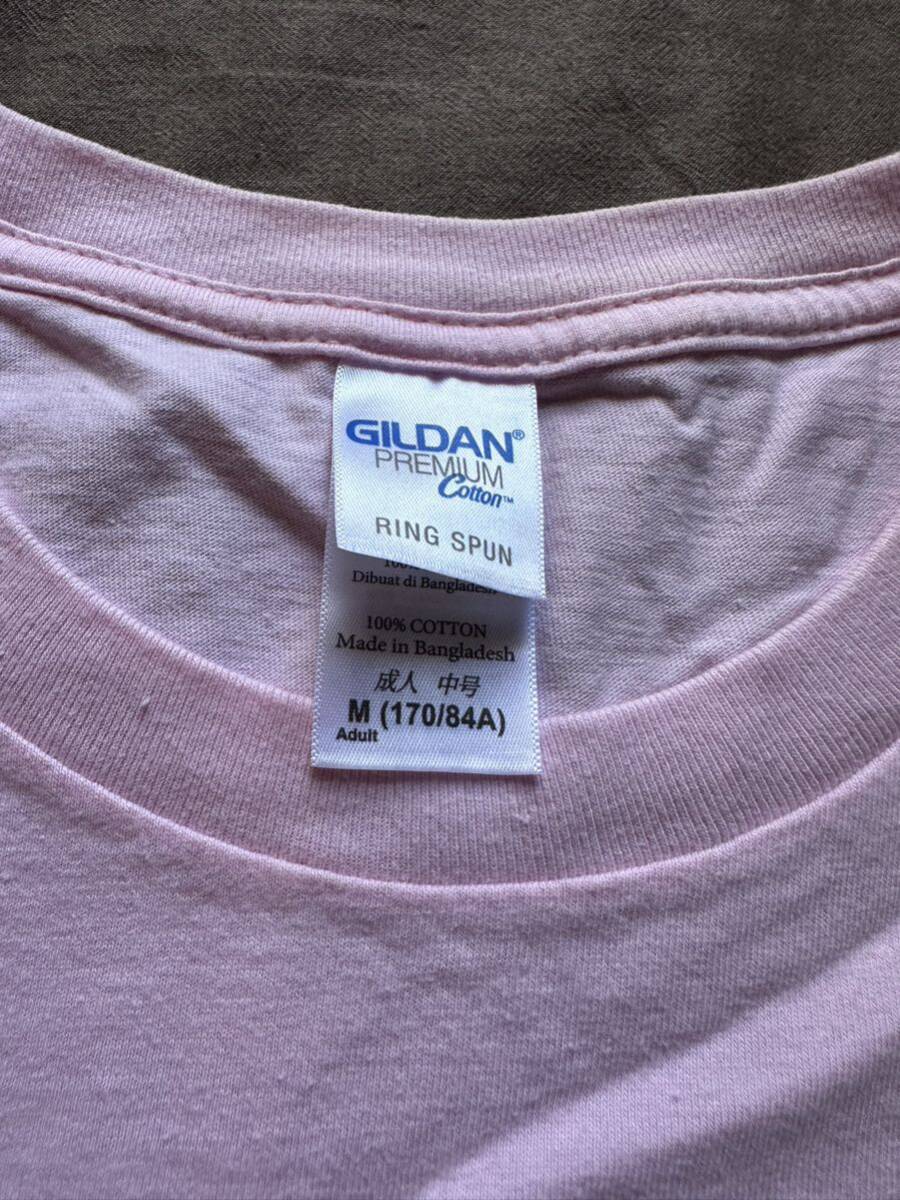 GILDAN®
PREMIUM
Cotton™
RING SPUN
Dibuat di Bangladesh
100% COTTON
Made in Bangladesh
成人 中号
M (170/84A)
Adult